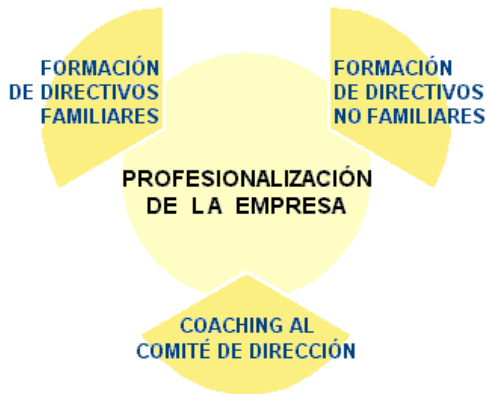 FORMACIÓN
DE DIRECTIVOS
FAMILIARES
FORMACIÓN
DE DIRECTIVOS
NO FAMILIARES
PROFESIONALIZACIÓN
DE LA EMPRESA
COACHING AL
COMITÉ DE DIRECCIÓN